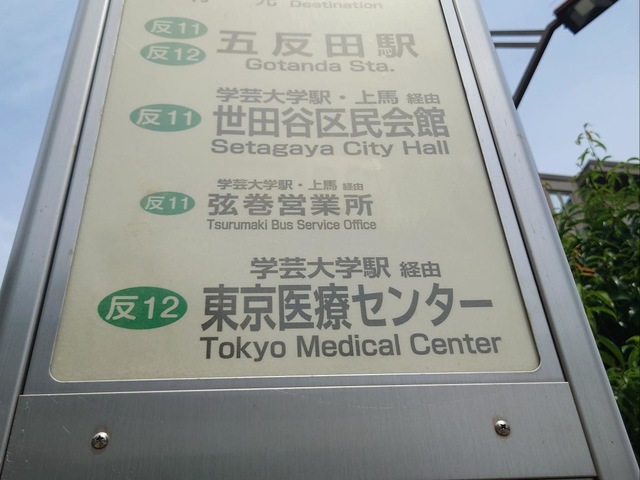 先 Destination
反11
反12
五反田駅
Gotanda Sta.
学芸大学駅・上馬 経由
反11 世田谷区民会館
Setagaya City Hall
学芸大学駅・上馬 経由
反11 弦巻営業所
Tsurumaki Bus Service Office
学芸大学駅 経由
反12 東京医療センター
Tokyo Medical Center